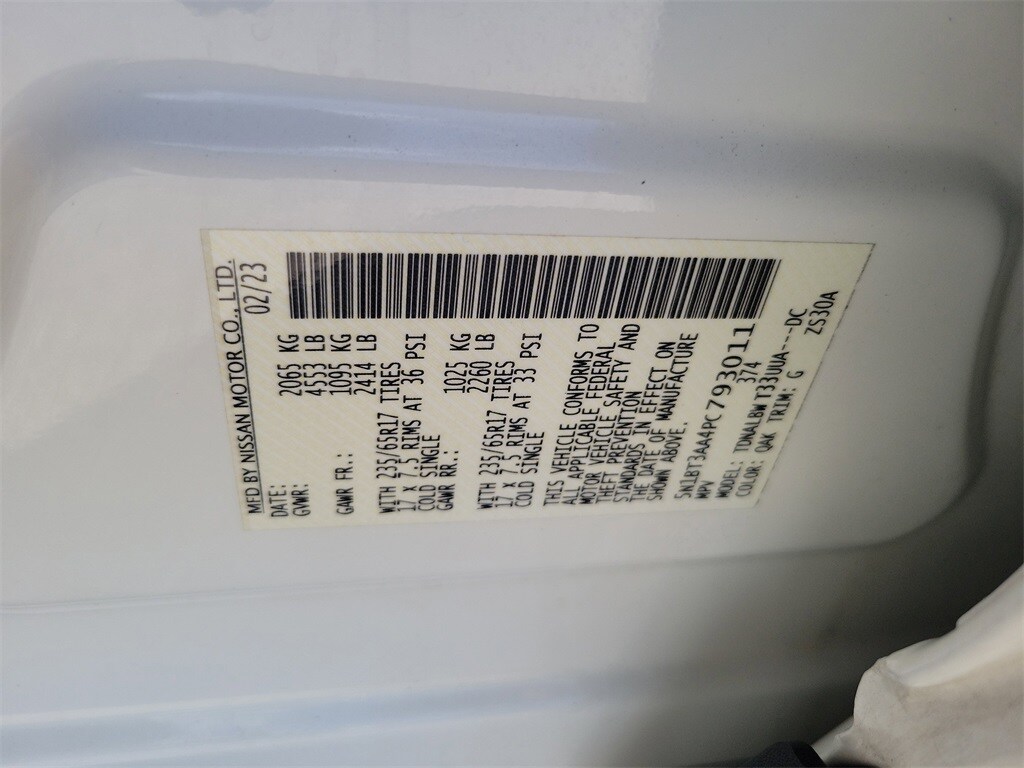 MFD BY NISSAN MOTOR CO., LTD.
DATE: 02/23
GVWR: 2065 KG
4553 LB
GAWR FR.: 1095 KG
2414 LB
WITH 235/65R17 TIRES
17 X 7.5 RIMS AT 36 PSI
COLD SINGLE
GAWR RR.: 1025 KG
2260 LB
WITH 235/65R17 TIRES
17 X 7.5 RIMS AT 33 PSI
COLD SINGLE
THIS VEHICLE CONFORMS TO
ALL APPLICABLE FEDERAL
MOTOR VEHICLE SAFETY AND
THEFT PREVENTION
STANDARDS IN EFFECT ON
THE DATE OF MANUFACTURE
SHOWN ABOVE.
5N1BT3AA4PC793011
MPV 374
MODEL: TDNALBWT33UUA---DC
COLOR: QAK TRIM: G ZS30A